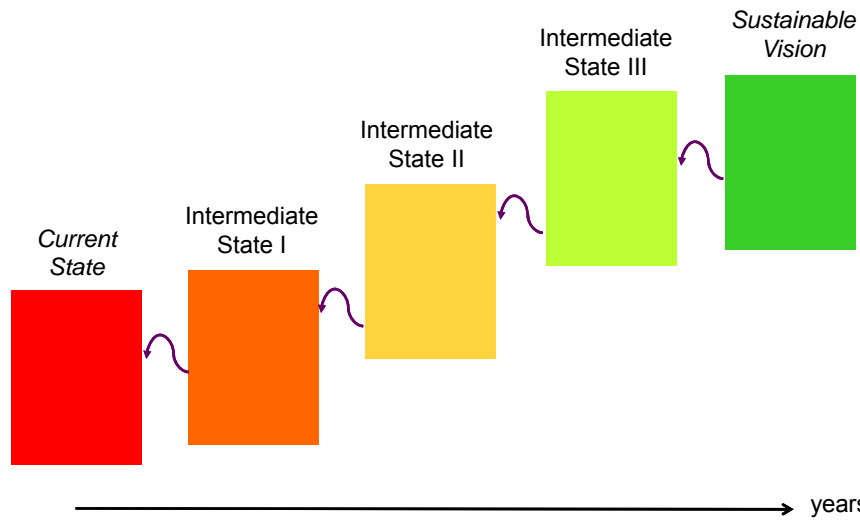 Current
State
Intermediate
State I
Intermediate
State II
Intermediate
State III
Sustainable
Vision
years